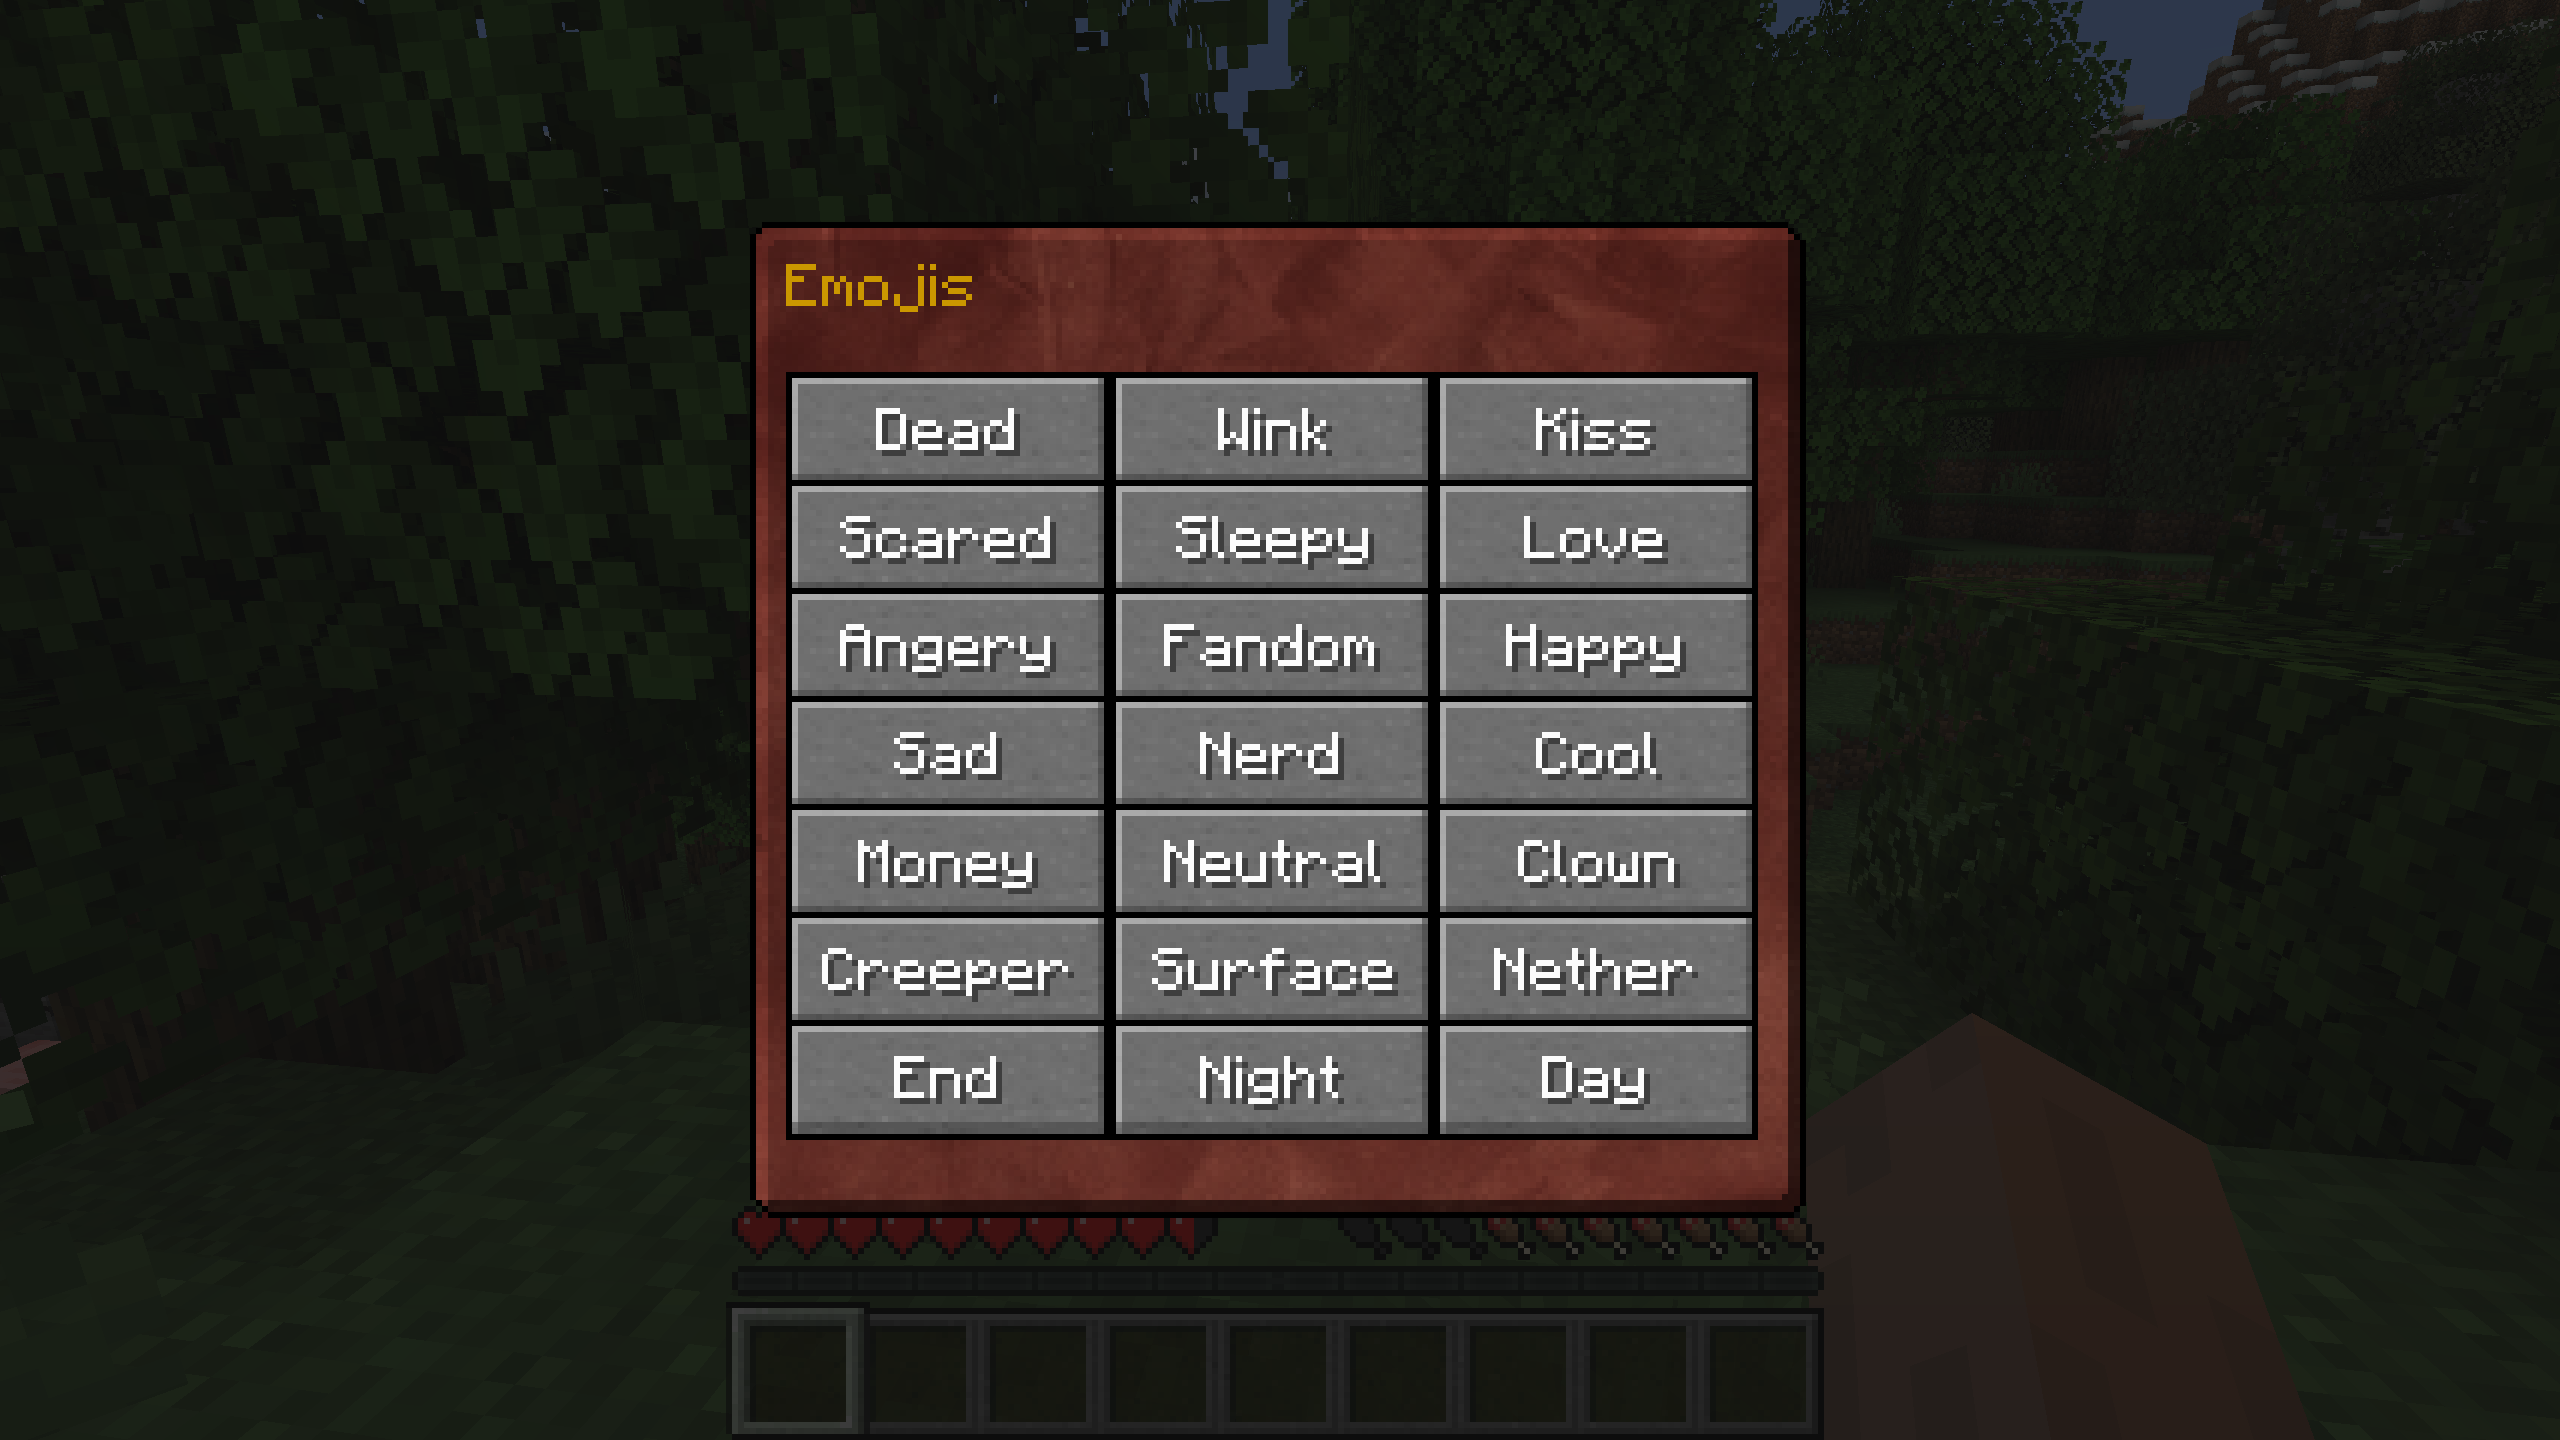 Emojis
Dead Wink Kiss
Scared Sleepy Love
Angery Fandom Happy
Sad Nerd Cool
Money Neutral Clown
Creeper Surface Nether
End Night Day